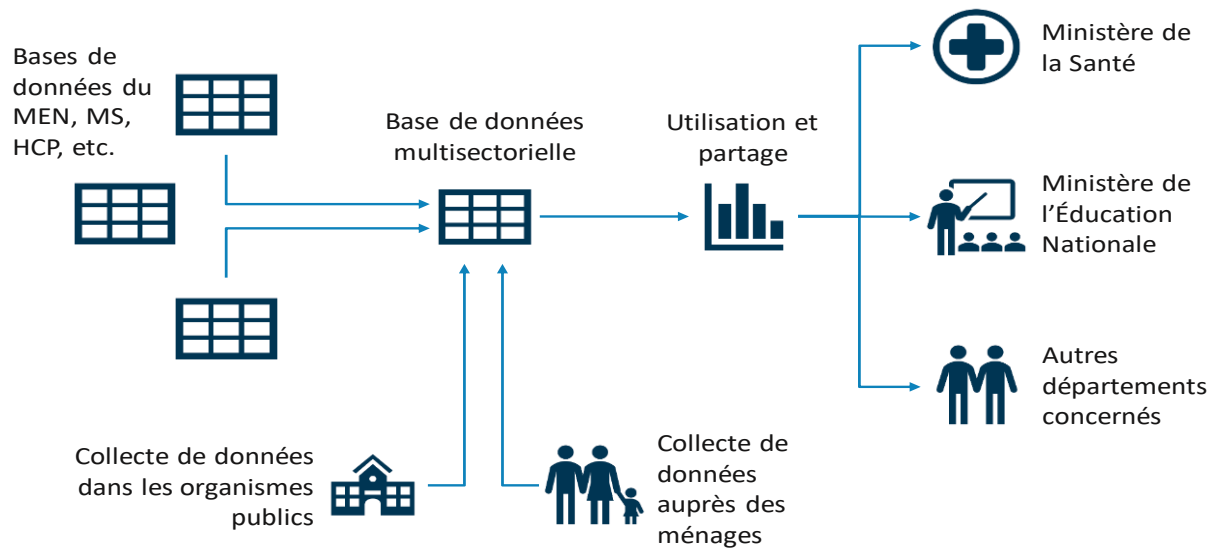 Bases de
données du
MEN, MS,
HCP, etc.
Base de données
multisectorielle
Utilisation et
partage
Ministère de
la Santé
Ministère de
l’Éducation
Nationale
Autres
départements
concernés
Collecte de données
dans les organismes
publics
Collecte de
données
auprès des
ménages